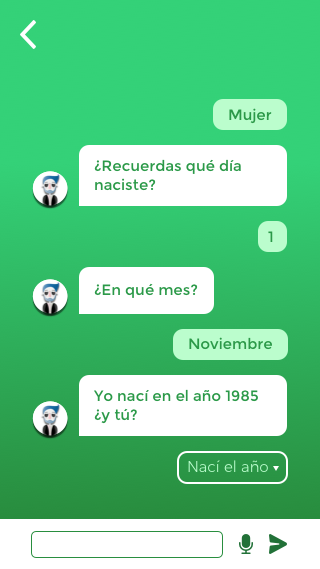 Mujer
¿Recuerdas qué día
naciste?
1
¿En qué mes?
Noviembre
Yo nací en el año 1985
¿y tú?
Nací el año